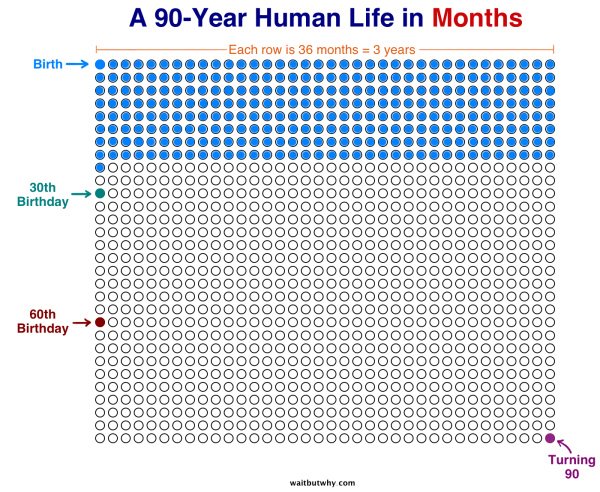 A 90-Year Human Life in Months
Each row is 36 months = 3 years
Birth
30th
Birthday
60th
Birthday
Turning
90
waitbutwhy.com